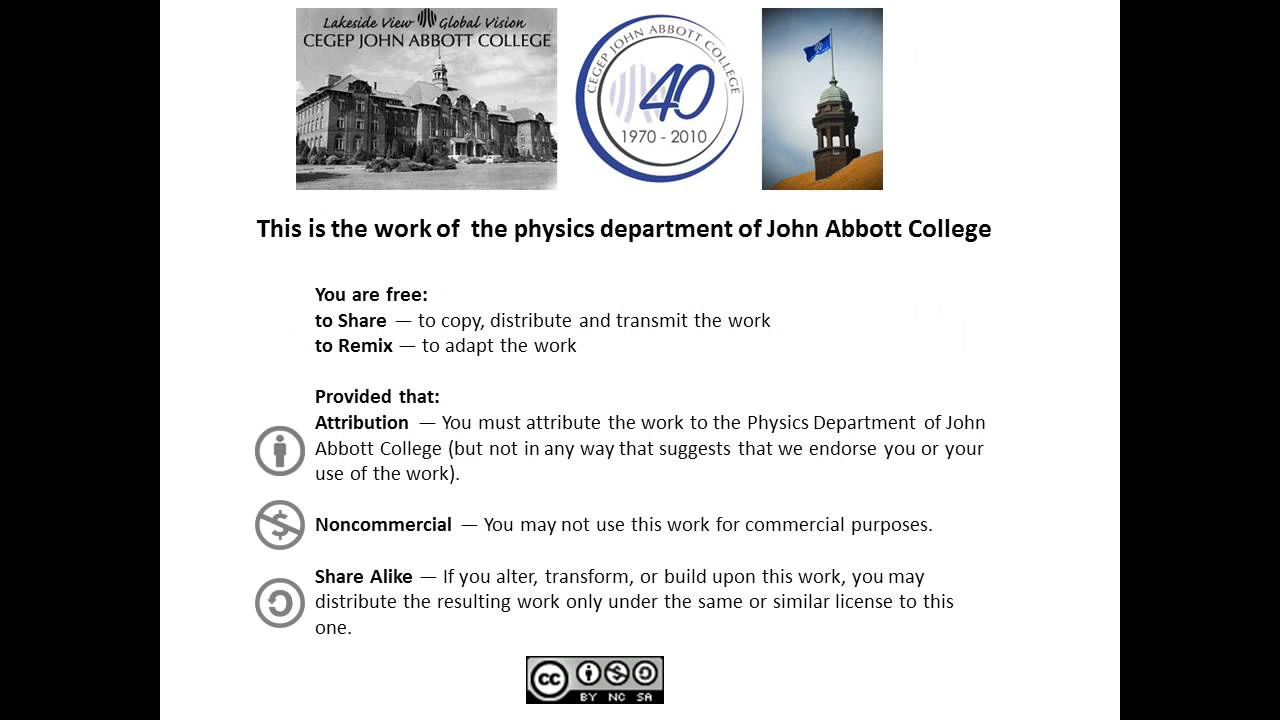 Lakeside View Global Vision
CEGEP JOHN ABBOTT COLLEGE
CEGEP JOHN ABBOTT COLLEGE
40
1970 - 2010
This is the work of the physics department of John Abbott College
You are free:
to Share — to copy, distribute and transmit the work
to Remix — to adapt the work
Provided that:
Attribution — You must attribute the work to the Physics Department of John
Abbott College (but not in any way that suggests that we endorse you or your
use of the work).
$
Noncommercial — You may not use this work for commercial purposes.
Share Alike — If you alter, transform, or build upon this work, you may
distribute the resulting work only under the same or similar license to this
one.
cc $
BY NC SA